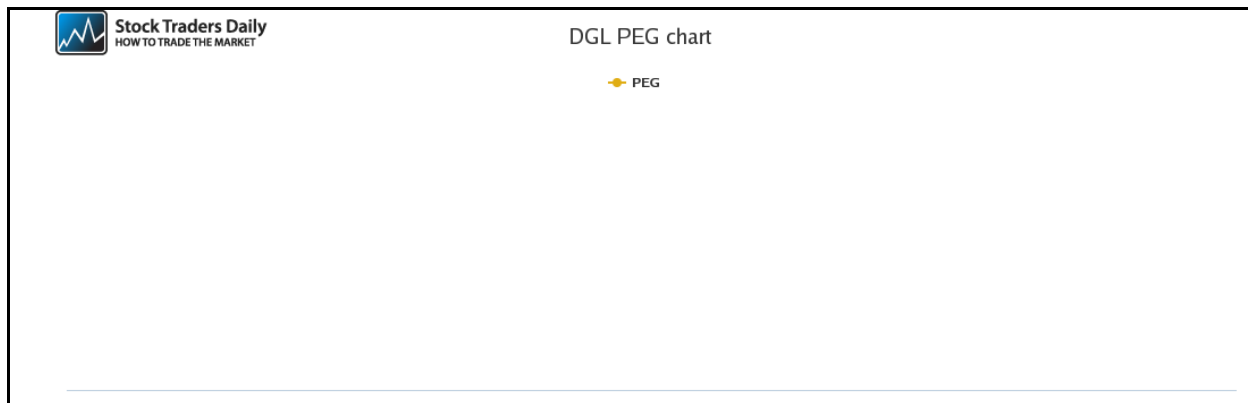 Stock Traders Daily
HOW TO TRADE THE MARKET
DGL PEG chart
PEG